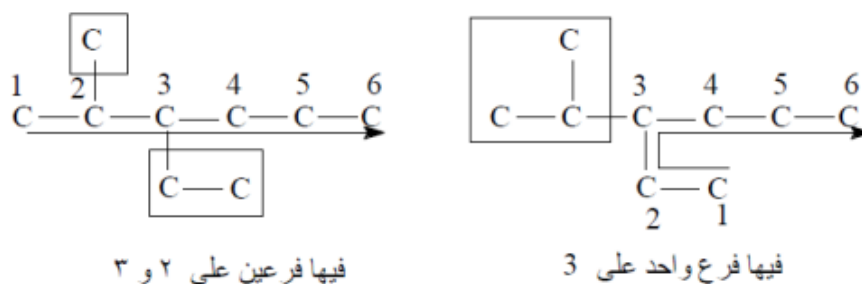 C
1 2 3 4 5 6
C C C C C C
C C
فيها فرعين على ٢ و ٣
C
3 4 5 6
C C C C C C
C C
2 1
فيها فرع واحد على 3